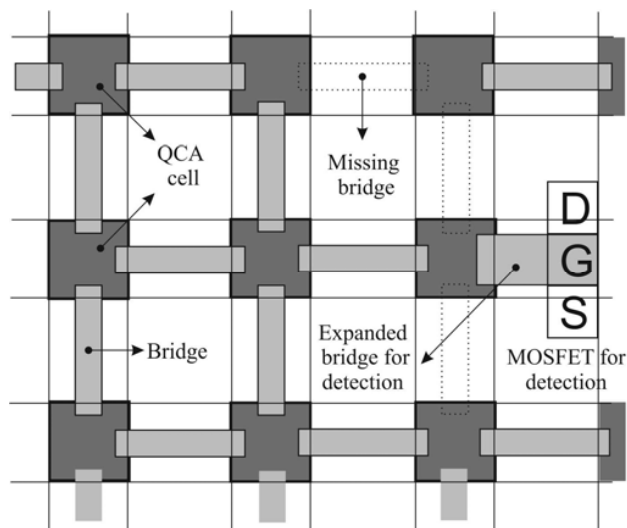 QCA
cell
Missing
bridge
D
G
S
Bridge
Expanded
bridge for
detection
MOSFET for
detection